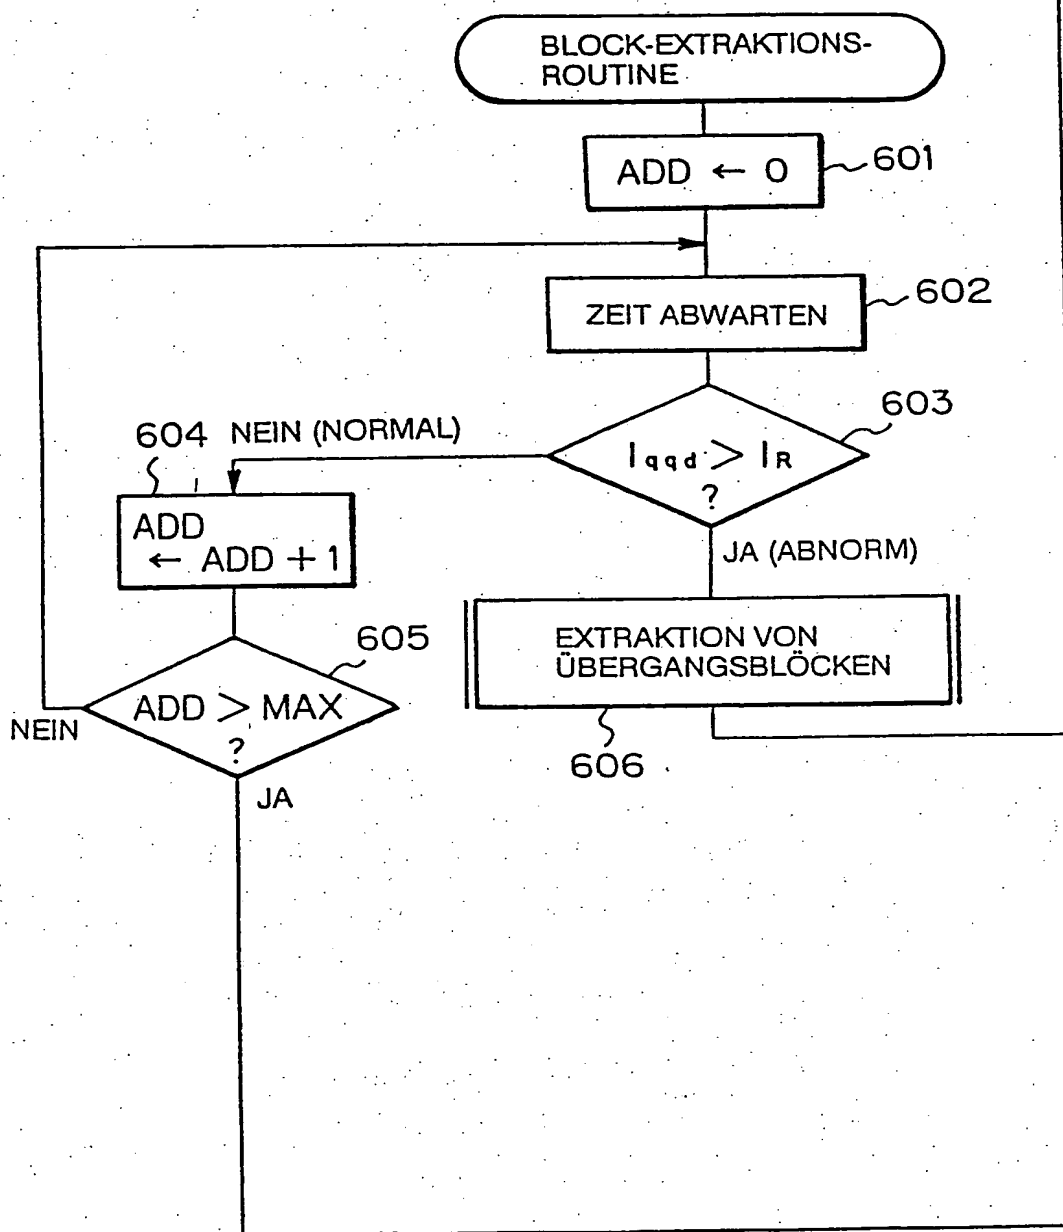 BLOCK-EXTRAKTIONS-
ROUTINE
ADD ← 0
601
ZEIT ABWARTEN
602
603
Iqqd > IR
?
604
NEIN (NORMAL)
ADD
← ADD + 1
JA (ABNORM)
605
ADD > MAX
?
NEIN
JA
EXTRAKTION VON
ÜBERGANGSBLÖCKEN
606